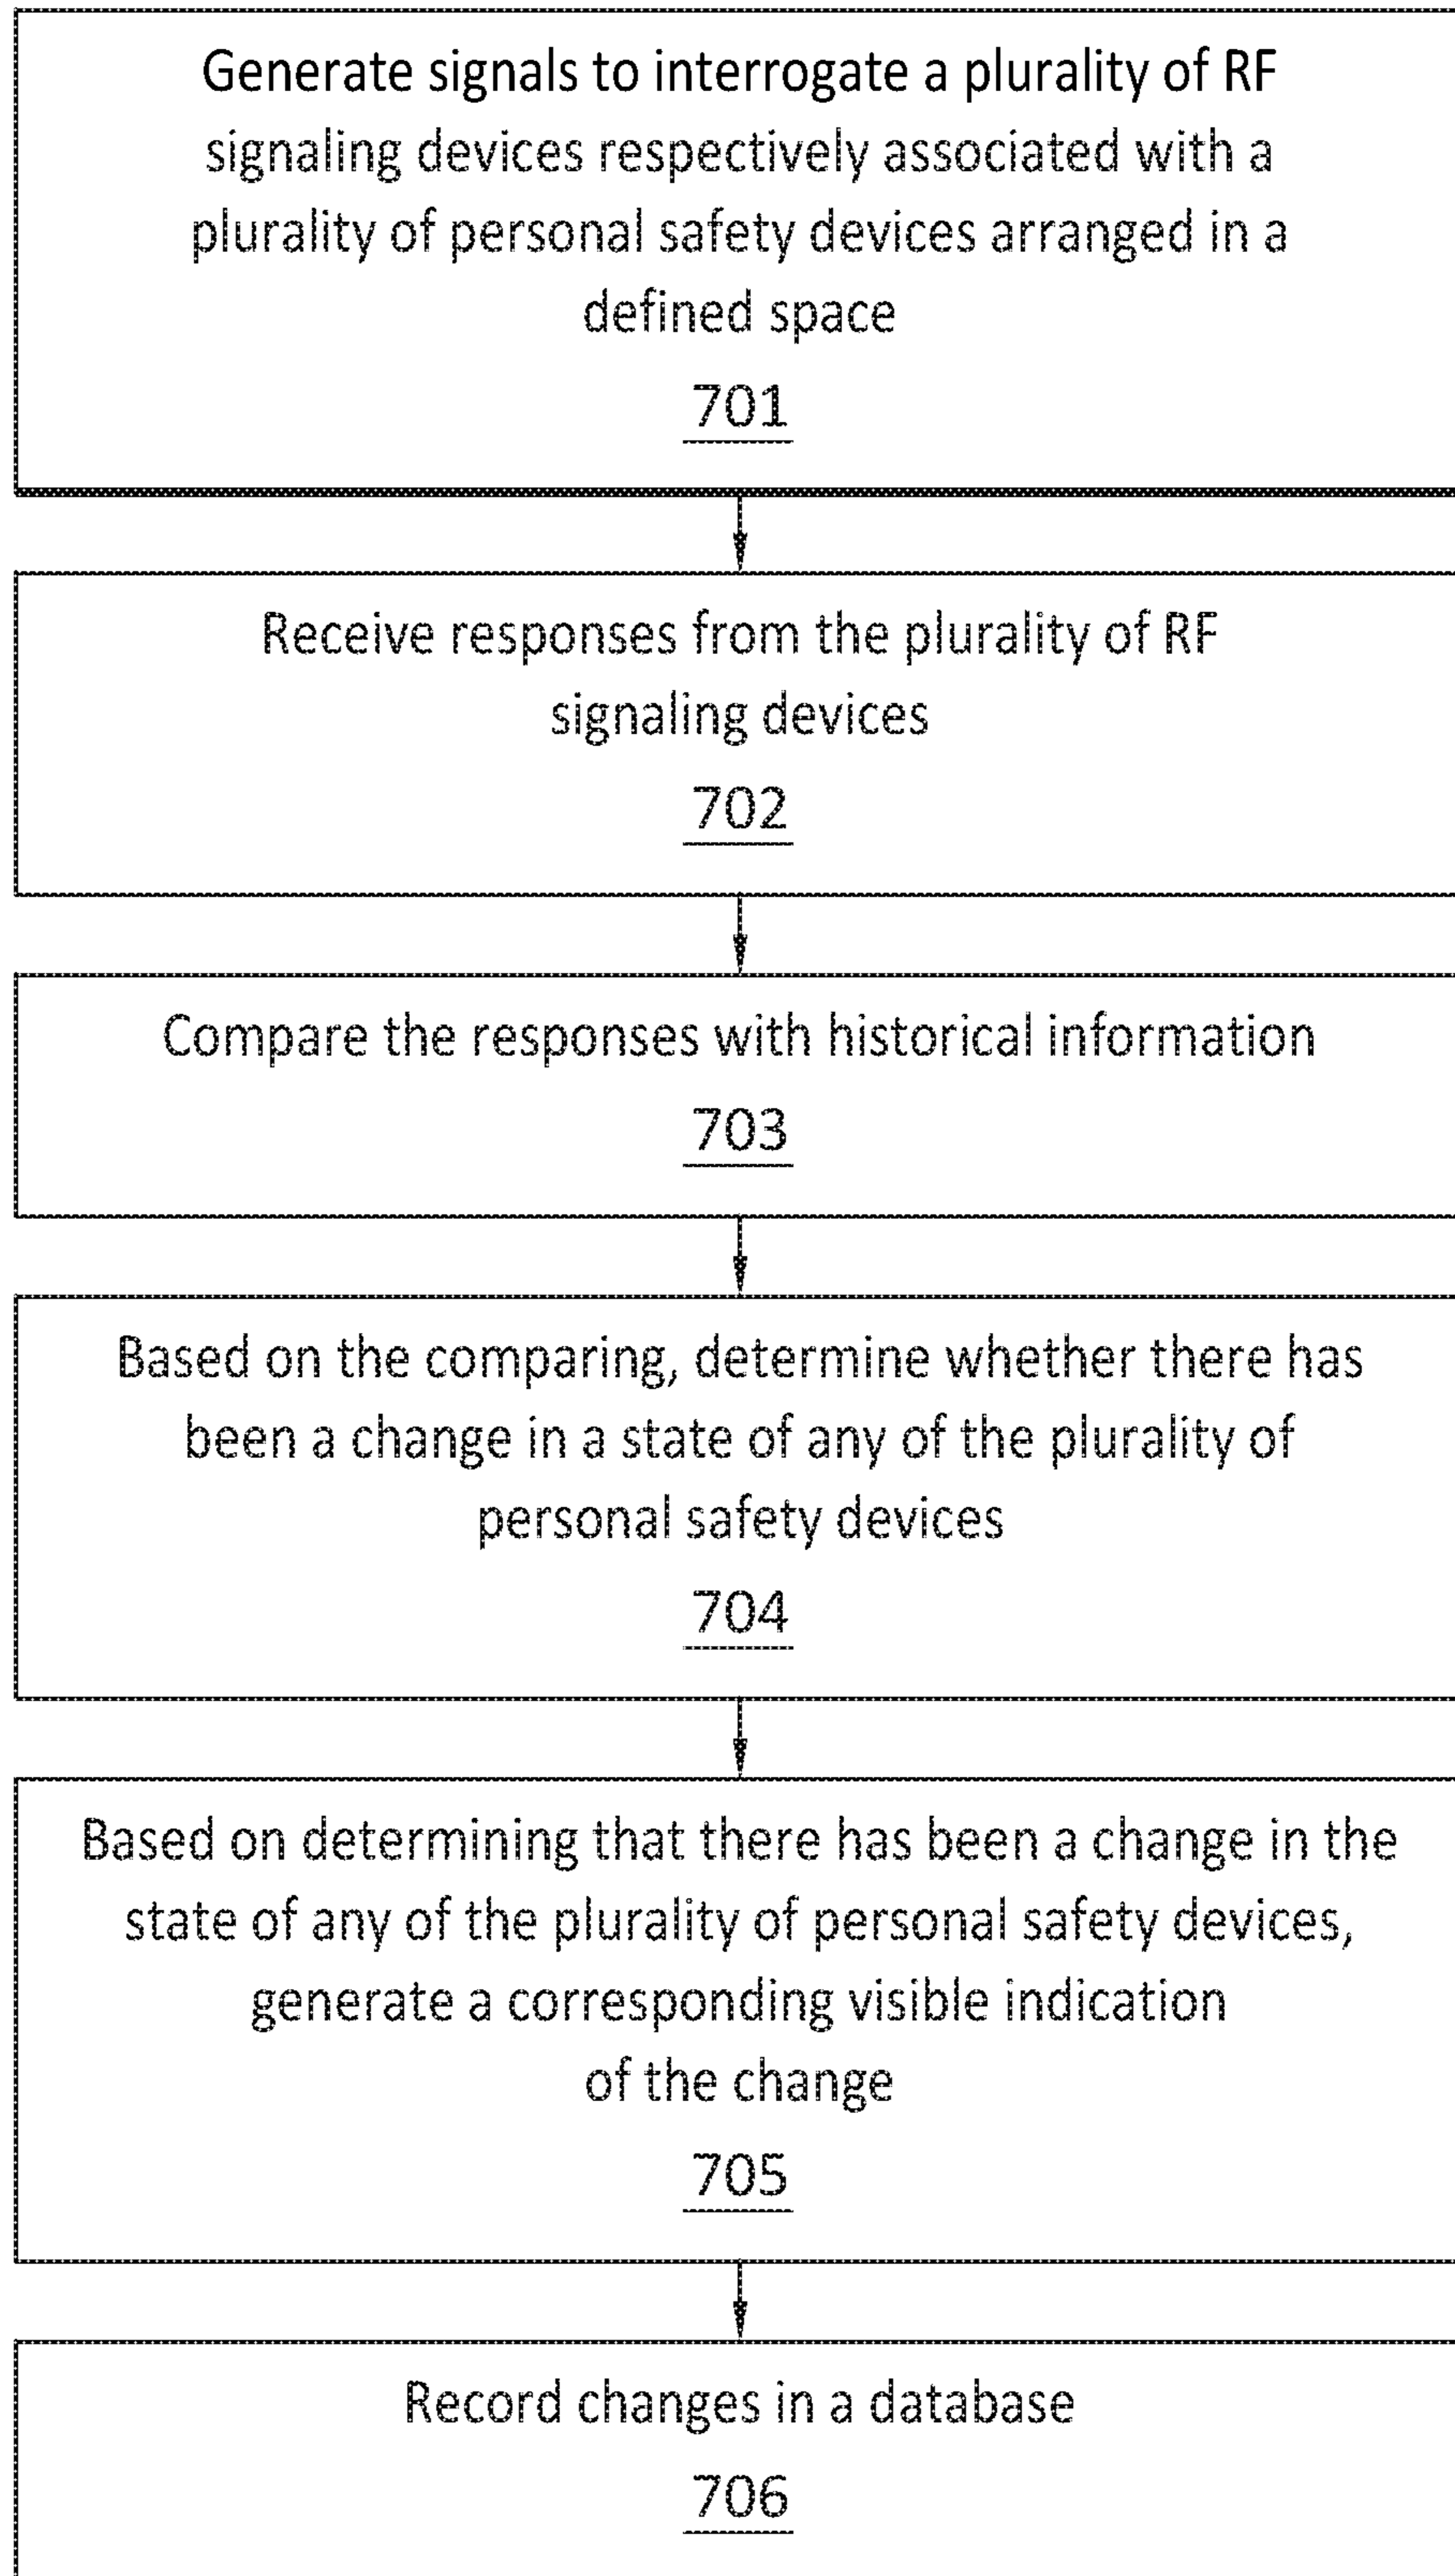 Generate signals to interrogate a plurality of RF
signaling devices respectively associated with a
plurality of personal safety devices arranged in a
defined space
701
Receive responses from the plurality of RF
signaling devices
702
Compare the responses with historical information
703
Based on the comparing, determine whether there has
been a change in a state of any of the plurality of
personal safety devices
704
Based on determining that there has been a change in the
state of any of the plurality of personal safety devices,
generate a corresponding visible indication
of the change
705
Record changes in a database
706